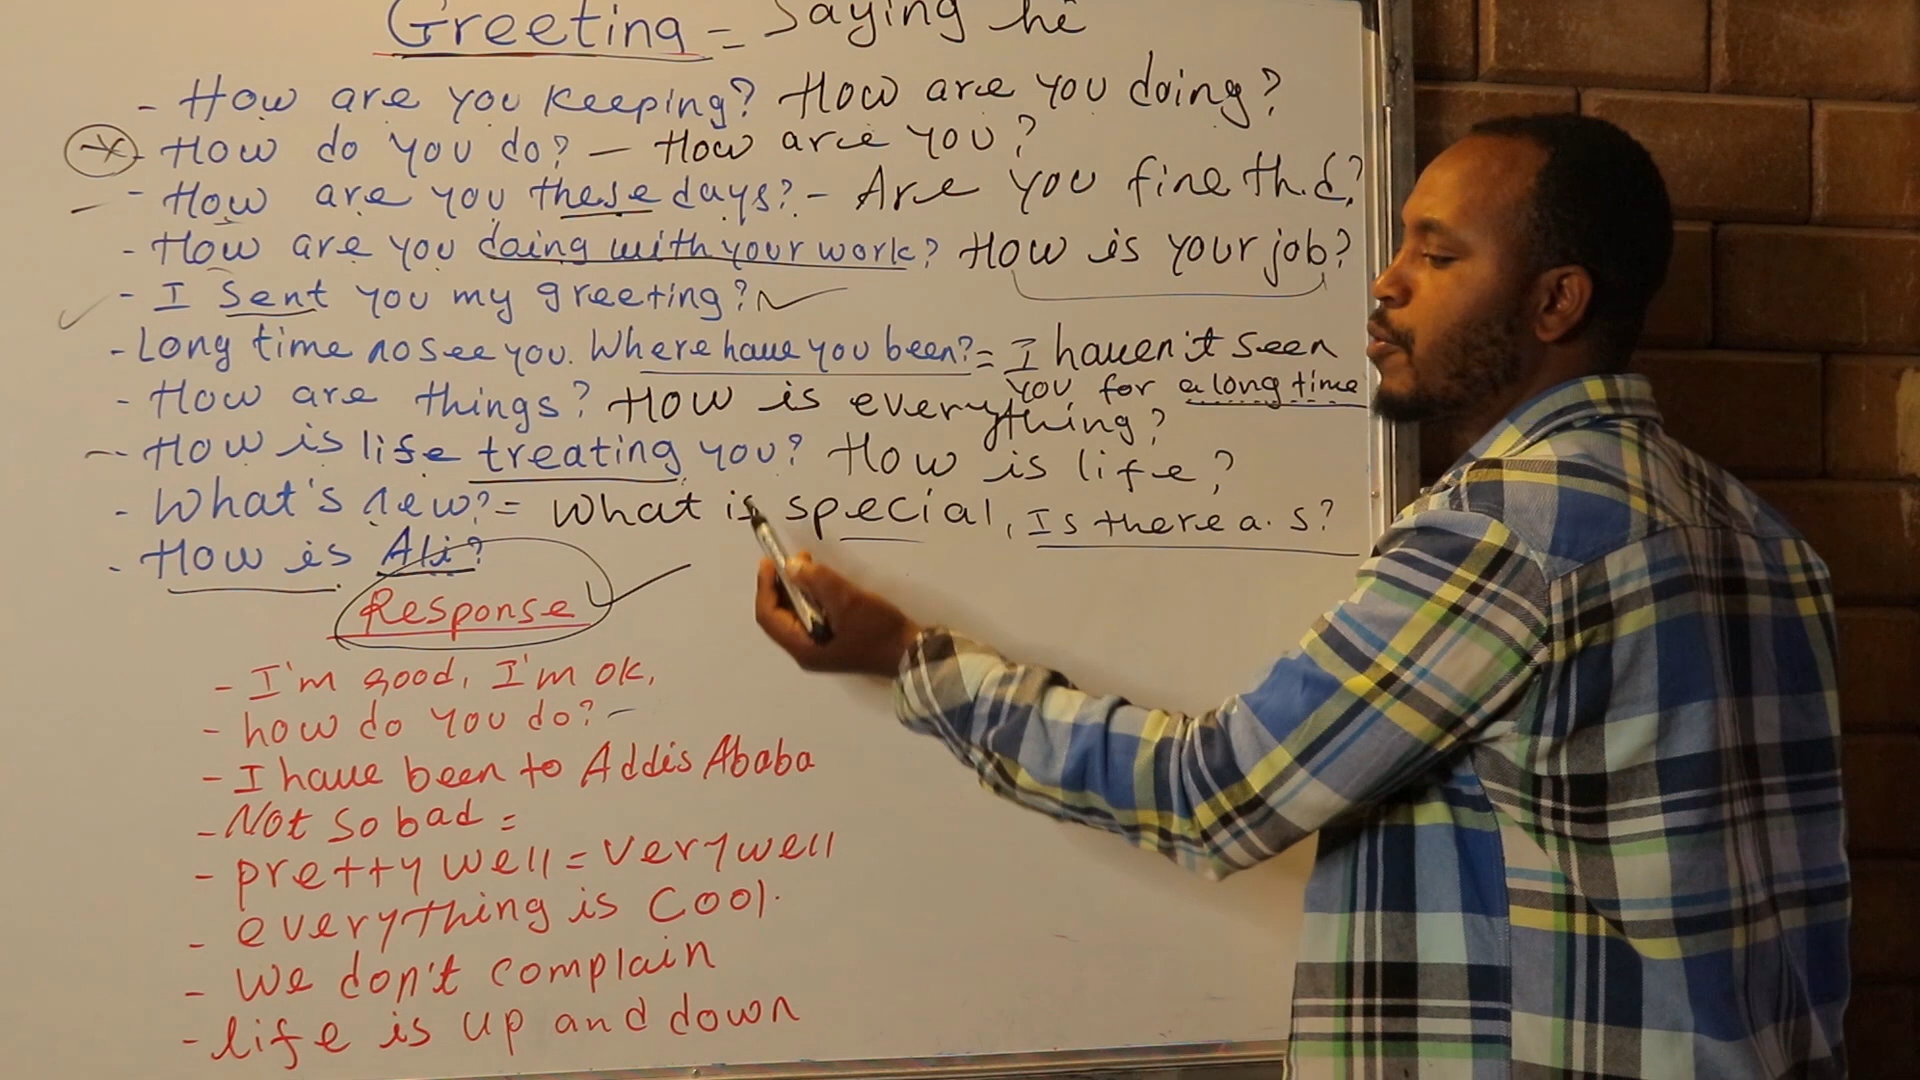 Greeting = Saying hi
- How are you keeping? How are you doing?
- How do you do? - How are you?
- How are you these days? - Are you fine th.d?
- How are you doing with your work? How is your job?
- I sent you my greeting?
- Long time no see you. Where have you been? = I haven't seen you for a long time
- How are things? How is everything?
- How is life treating you? How is life?
- What's new? = what is special, Is there a. s?
- How is Ali?
Response
- I'm good, I'm ok,
- how do you do? -
- I have been to Addis Ababa
- Not so bad =
- pretty well = very well
- everything is cool.
- we don't complain
- life is up and down